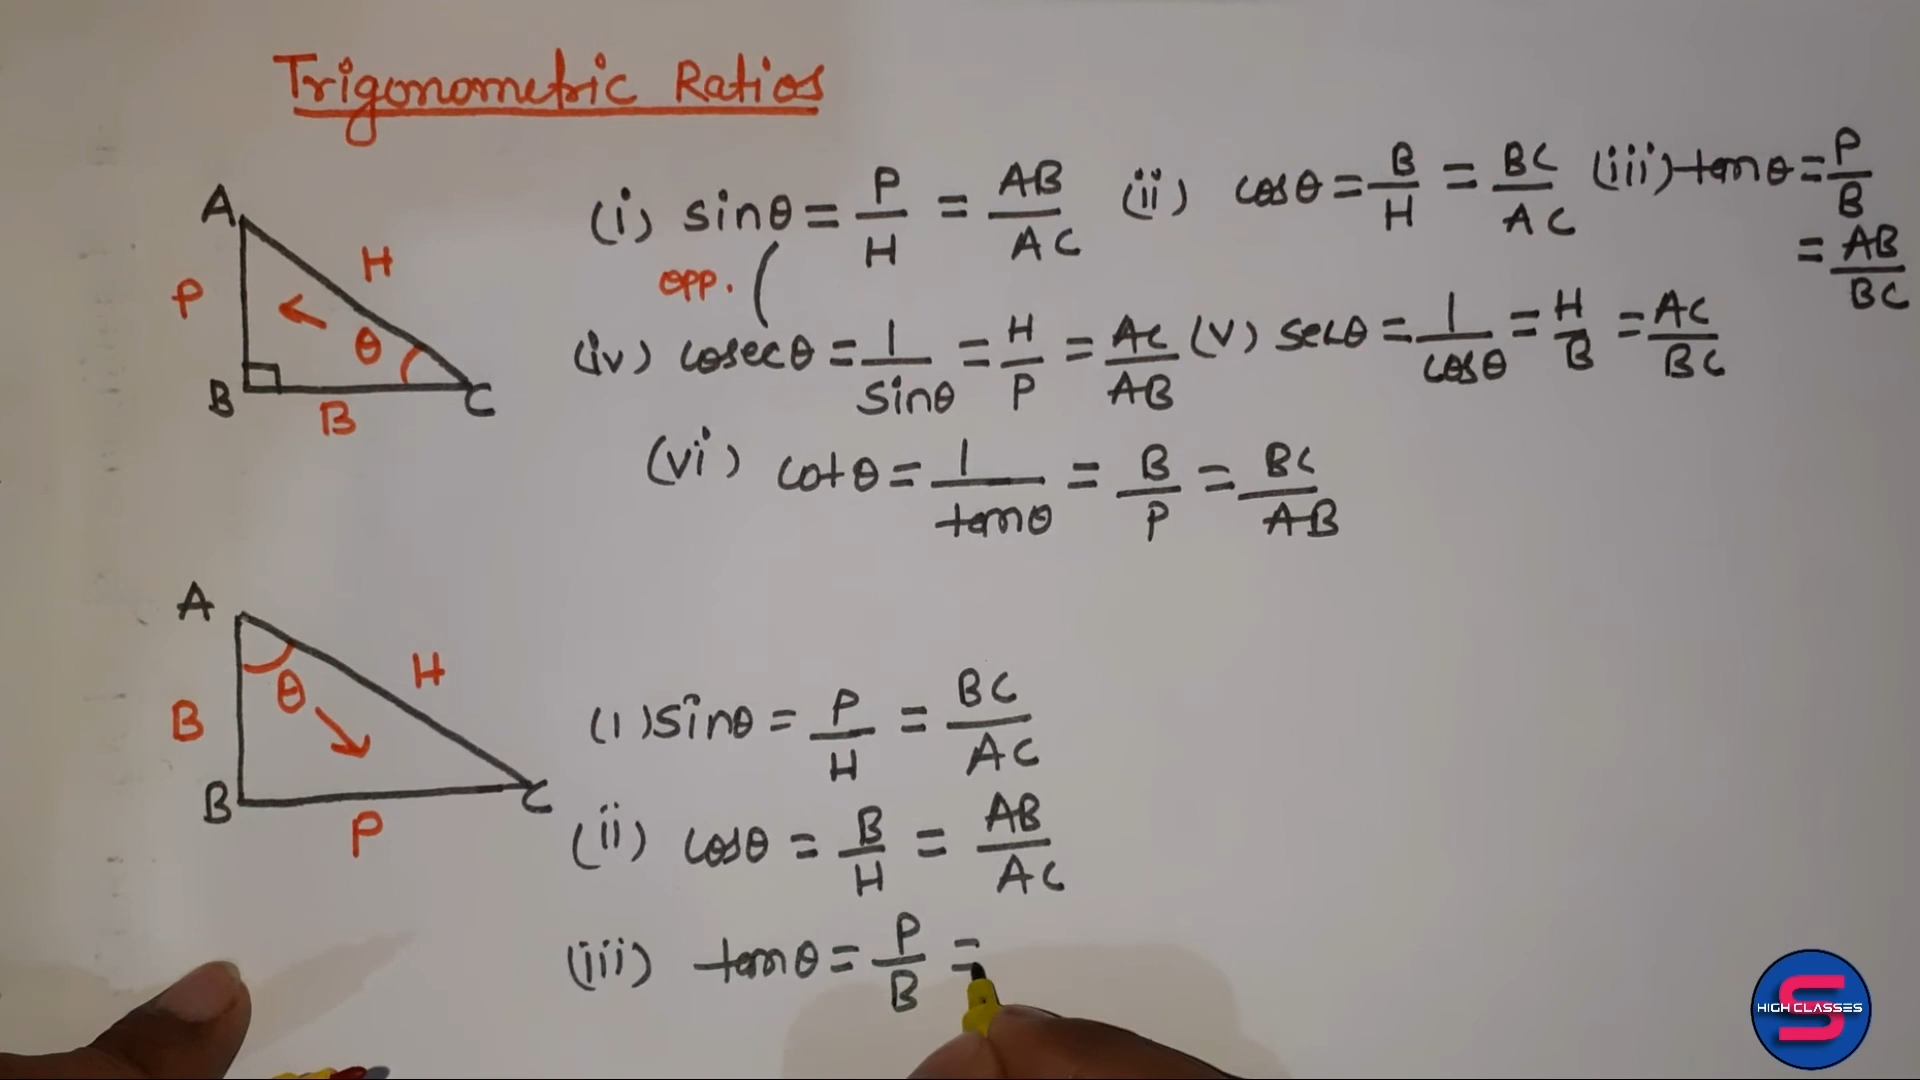 Trigonometric Ratios
A
P
H
θ
B
B
C
(i) sinθ = P/H = AB/AC (ii) cosθ = B/H = BC/AC (iii) tanθ = P/B
= AB/BC
opp.
(iv) cosecθ = 1/sinθ = H/P = AC/AB (v) secθ = 1/cosθ = H/B = AC/BC
(vi) cotθ = 1/tanθ = B/P = BC/AB
A
θ
H
B
B
C
P
(i) sinθ = P/H = BC/AC
(ii) cosθ = B/H = AB/AC
(iii) tanθ = P/B =
S
HIGH CLASSES